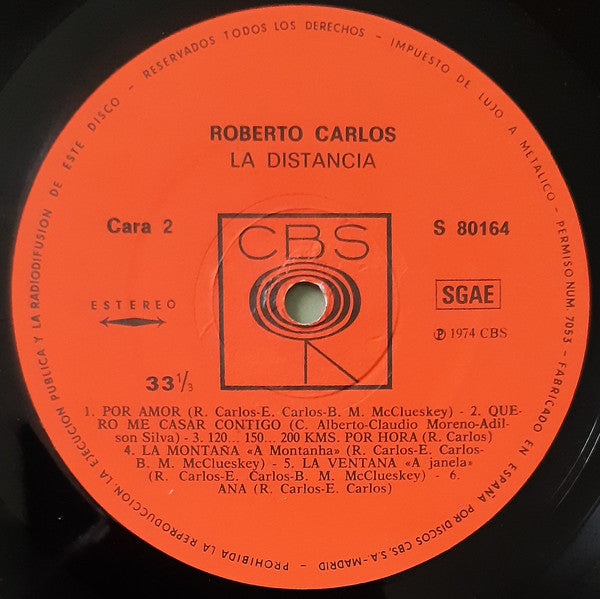 RESERVADOS TODOS LOS DERECHOS - IMPUESTO DE LUJO A METALICO - PERMISO NUM 7053 - FABRICADO EN ESPAÑA POR DISCOS CBS, S.A.-MADRID - PROHIBIDA LA REPRODUCCION, LA EJECUCION PUBLICA Y LA RADIODIFUSION DE ESTE DISCO -
ROBERTO CARLOS
LA DISTANCIA
Cara 2
CBS
S 80164
ESTEREO
SGAE
℗ 1974 CBS
33 1/3
1. POR AMOR (R. Carlos-E. Carlos-B. M. McClueskey) - 2. QUE-
RO ME CASAR CONTIGO (C. Alberto-Claudio Moreno-Adil-
son Silva) - 3. 120... 150... 200 KMS. POR HORA (R. Carlos)
4. LA MONTAÑA «A Montanha» (R. Carlos-E. Carlos-
B. M. McClueskey) - 5. LA VENTANA «A janela»
(R. Carlos-E. Carlos-B. M. McClueskey) - 6.
ANA (R. Carlos-E. Carlos)